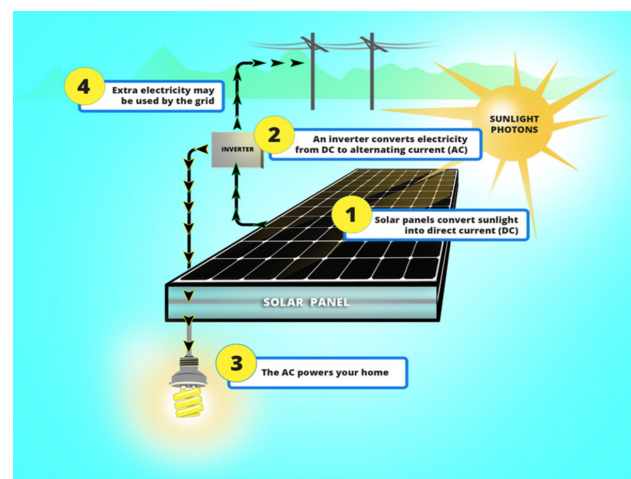 4
Extra electricity may
be used by the grid
SUNLIGHT
PHOTONS
INVERTER
2
An inverter converts electricity
from DC to alternating current (AC)
1
Solar panels convert sunlight
into direct current (DC)
SOLAR PANEL
3
The AC powers your home